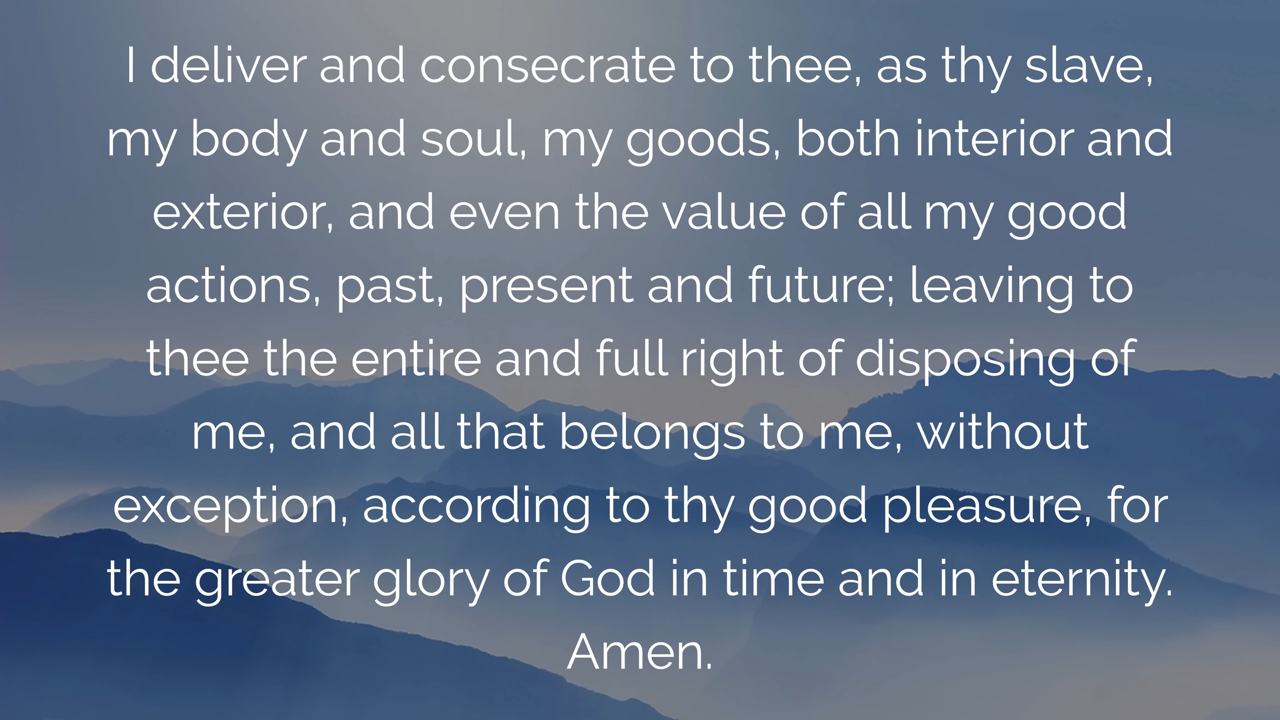 I deliver and consecrate to thee, as thy slave,
my body and soul, my goods, both interior and
exterior, and even the value of all my good
actions, past, present and future; leaving to
thee the entire and full right of disposing of
me, and all that belongs to me, without
exception, according to thy good pleasure, for
the greater glory of God in time and in eternity.
Amen.